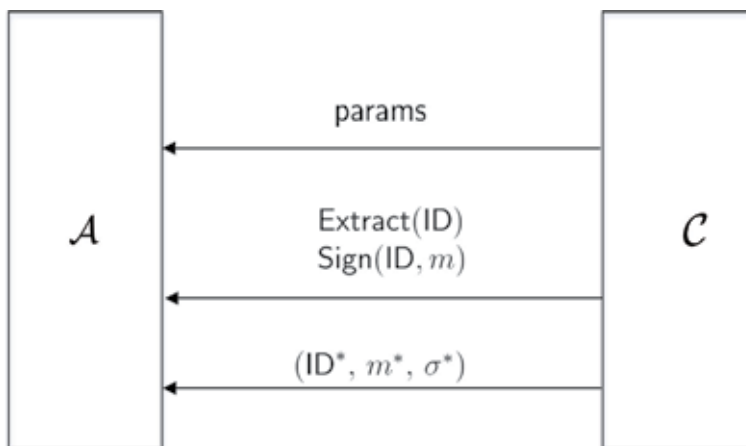 params
𝒜
Extract(ID)
𝒞
Sign(ID, m)
(ID*, m*, σ*)